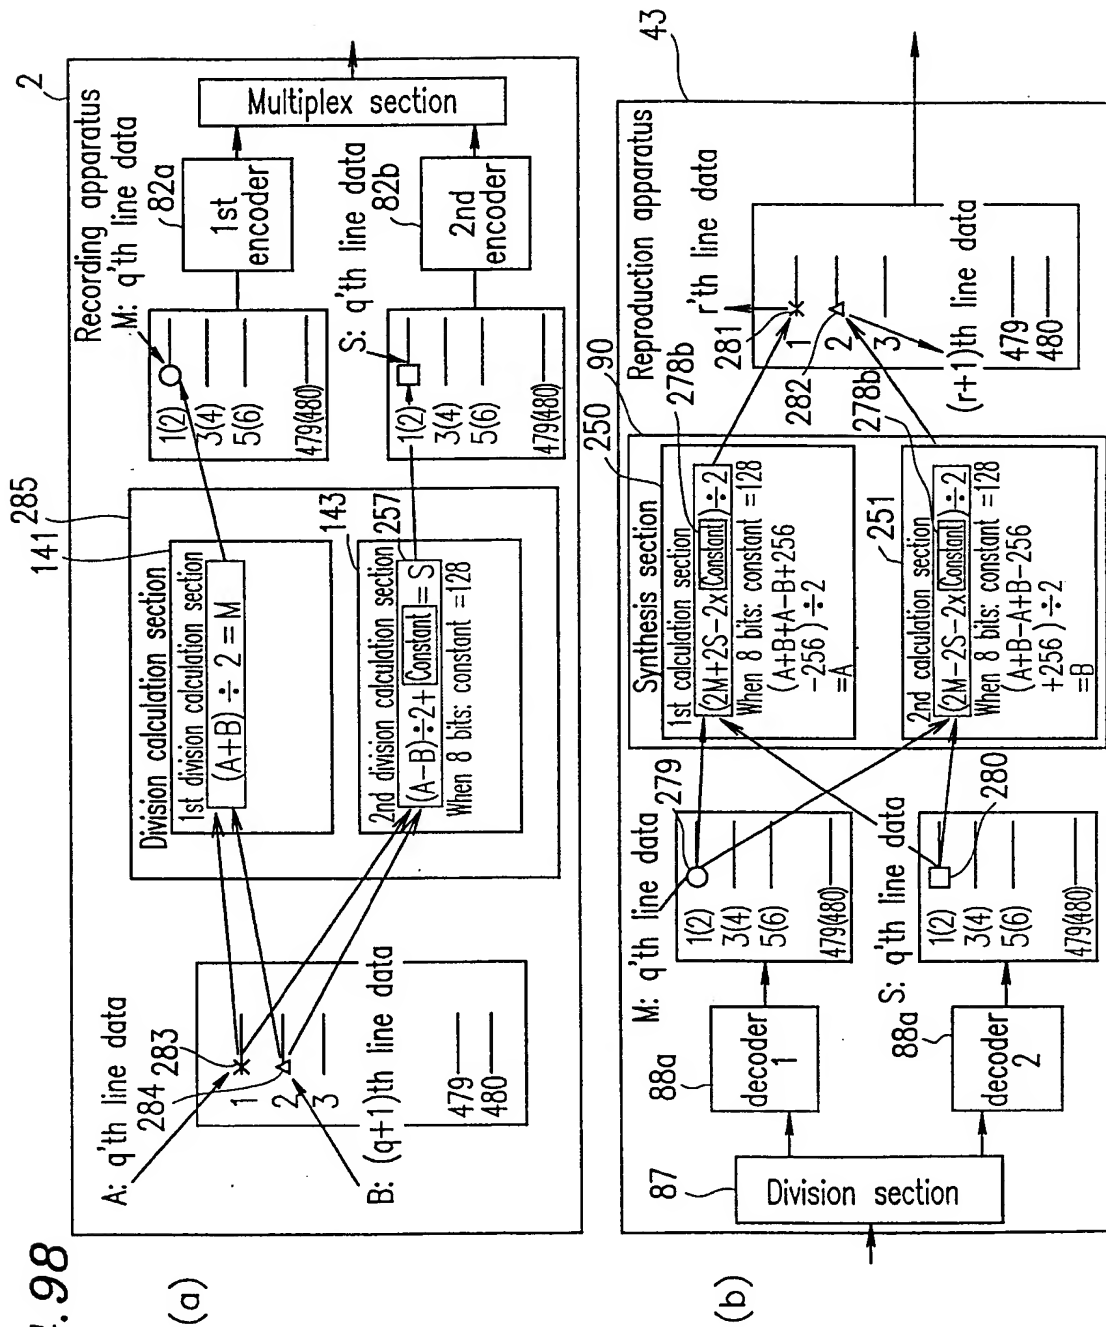 .98
(a)
Recording apparatus
2
A: q'th line data
284
283
1
2
3
479
480
B: (q+1)th line data
285
141
Division calculation section
1st division calculation section
(A+B)÷2=M
143
2nd division calculation section
257
(A-B)÷2+Constant=S
When 8 bits: constant=128
M: q'th line data
1(2)
3(4)
5(6)
479(480)
82a
1st
encoder
S: q'th line data
1(2)
3(4)
5(6)
479(480)
82b
2nd
encoder
Multiplex section
(b)
Reproduction apparatus
43
87
Division section
88a
decoder
1
88a
decoder
2
M: q'th line data
279
1(2)
3(4)
5(6)
479(480)
S: q'th line data
280
1(2)
3(4)
5(6)
479(480)
90
Synthesis section
250
1st calculation section
278b
(2M+2S-2xConstant)÷2
When 8 bits: constant=128
(A+B+A-B+256
-256)÷2
=A
251
2nd calculation section
278b
(2M-2S-2xConstant)÷2
When 8 bits: constant=128
(A+B-A+B-256
+256)÷2
=B
r'th line data
281
1
2
282
3
(r+1)th line data
479
480